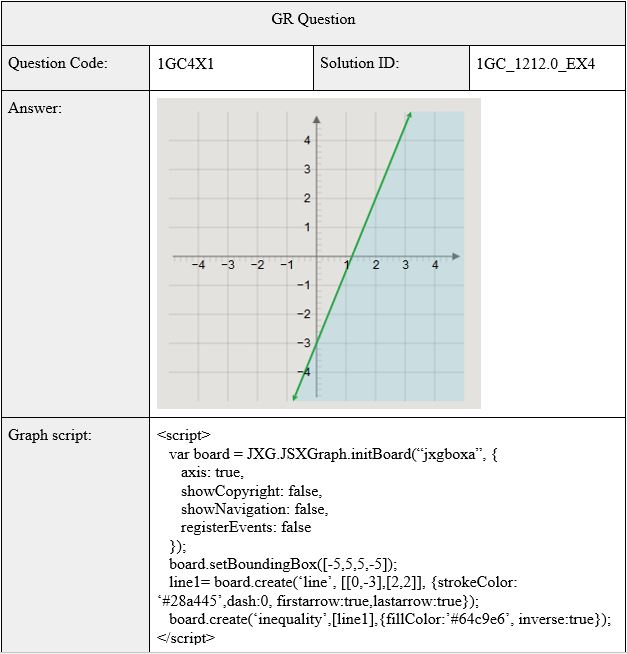 GR Question
Question Code: 1GC4X1 Solution ID: 1GC_1212.0_EX4
Answer:
4
3
2
1
−4 −3 −2 −1 1 2 3 4
−1
−2
−3
−4
Graph script:
<script>
var board = JXG.JSXGraph.initBoard(“jxgboxa”, {
axis: true,
showCopyright: false,
showNavigation: false,
registerEvents: false
});
board.setBoundingBox([-5,5,5,-5]);
line1= board.create(‘line’, [[0,-3],[2,2]], {strokeColor:
‘#28a445’,dash:0, firstarrow:true,lastarrow:true});
board.create(‘inequality’,[line1],{fillColor:’#64c9e6’, inverse:true});
</script>